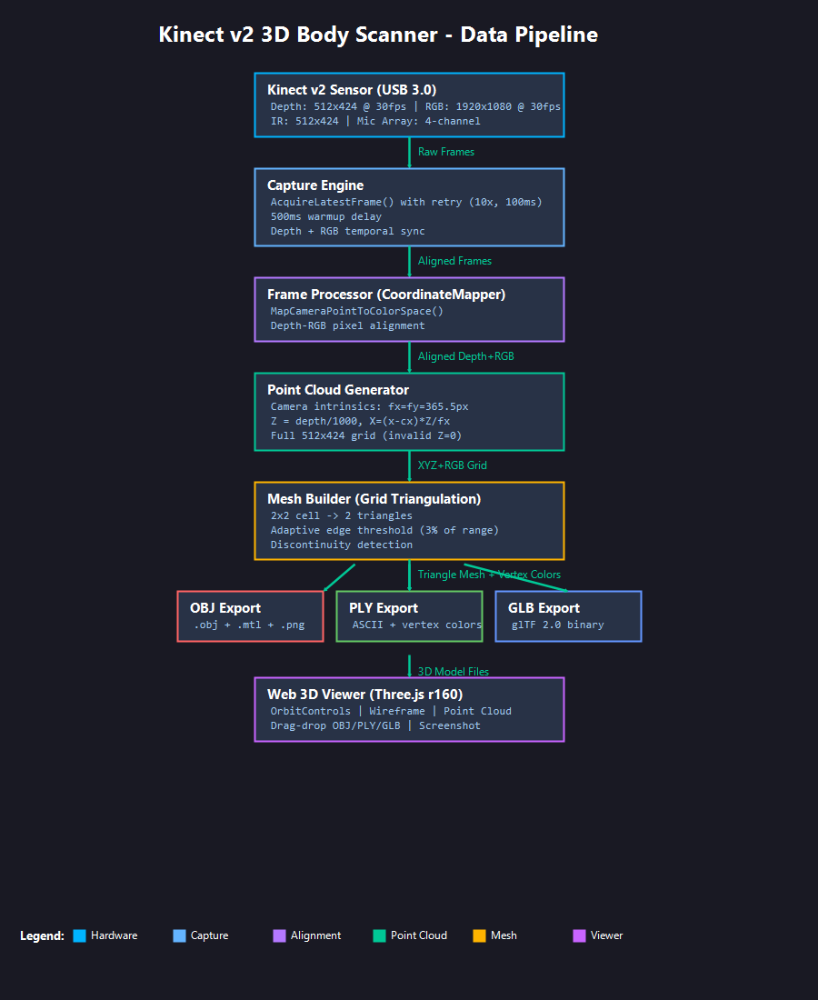 Kinect v2 3D Body Scanner - Data Pipeline
Kinect v2 Sensor (USB 3.0)
Depth: 512x424 @ 30fps | RGB: 1920x1080 @ 30fps
IR: 512x424 | Mic Array: 4-channel
Raw Frames
Capture Engine
AcquireLatestFrame() with retry (10x, 100ms)
500ms warmup delay
Depth + RGB temporal sync
Aligned Frames
Frame Processor (CoordinateMapper)
MapCameraPointToColorSpace()
Depth-RGB pixel alignment
Aligned Depth+RGB
Point Cloud Generator
Camera intrinsics: fx=fy=365.5px
Z = depth/1000, X=(x-cx)*Z/fx
Full 512x424 grid (invalid Z=0)
XYZ+RGB Grid
Mesh Builder (Grid Triangulation)
2x2 cell -> 2 triangles
Adaptive edge threshold (3% of range)
Discontinuity detection
Triangle Mesh + Vertex Colors
OBJ Export
.obj + .mtl + .png
PLY Export
ASCII + vertex colors
GLB Export
glTF 2.0 binary
3D Model Files
Web 3D Viewer (Three.js r160)
OrbitControls | Wireframe | Point Cloud
Drag-drop OBJ/PLY/GLB | Screenshot
Legend: Hardware Capture Alignment Point Cloud Mesh Viewer